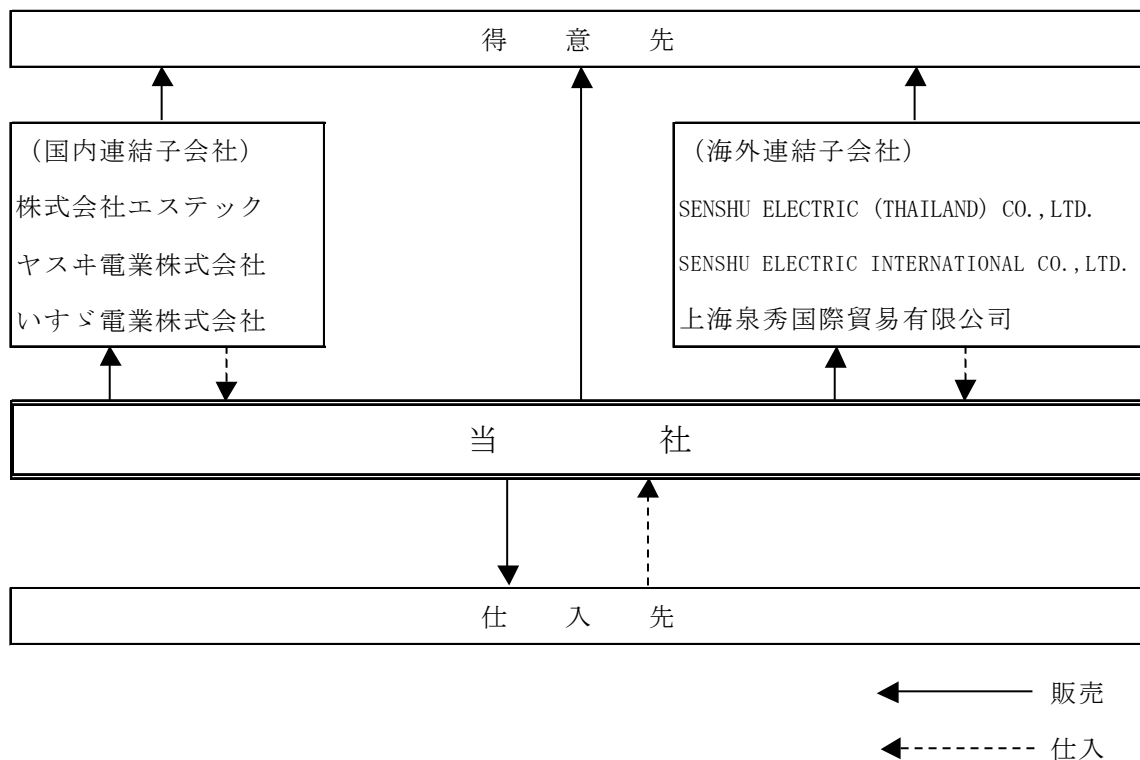 得　意　先
（国内連結子会社）
株式会社エステック
ヤスヰ電業株式会社
いすゞ電業株式会社
（海外連結子会社）
SENSHU ELECTRIC (THAILAND) CO.,LTD.
SENSHU ELECTRIC INTERNATIONAL CO.,LTD.
上海泉秀国際貿易有限公司
当　社
仕　入　先
販売
仕入